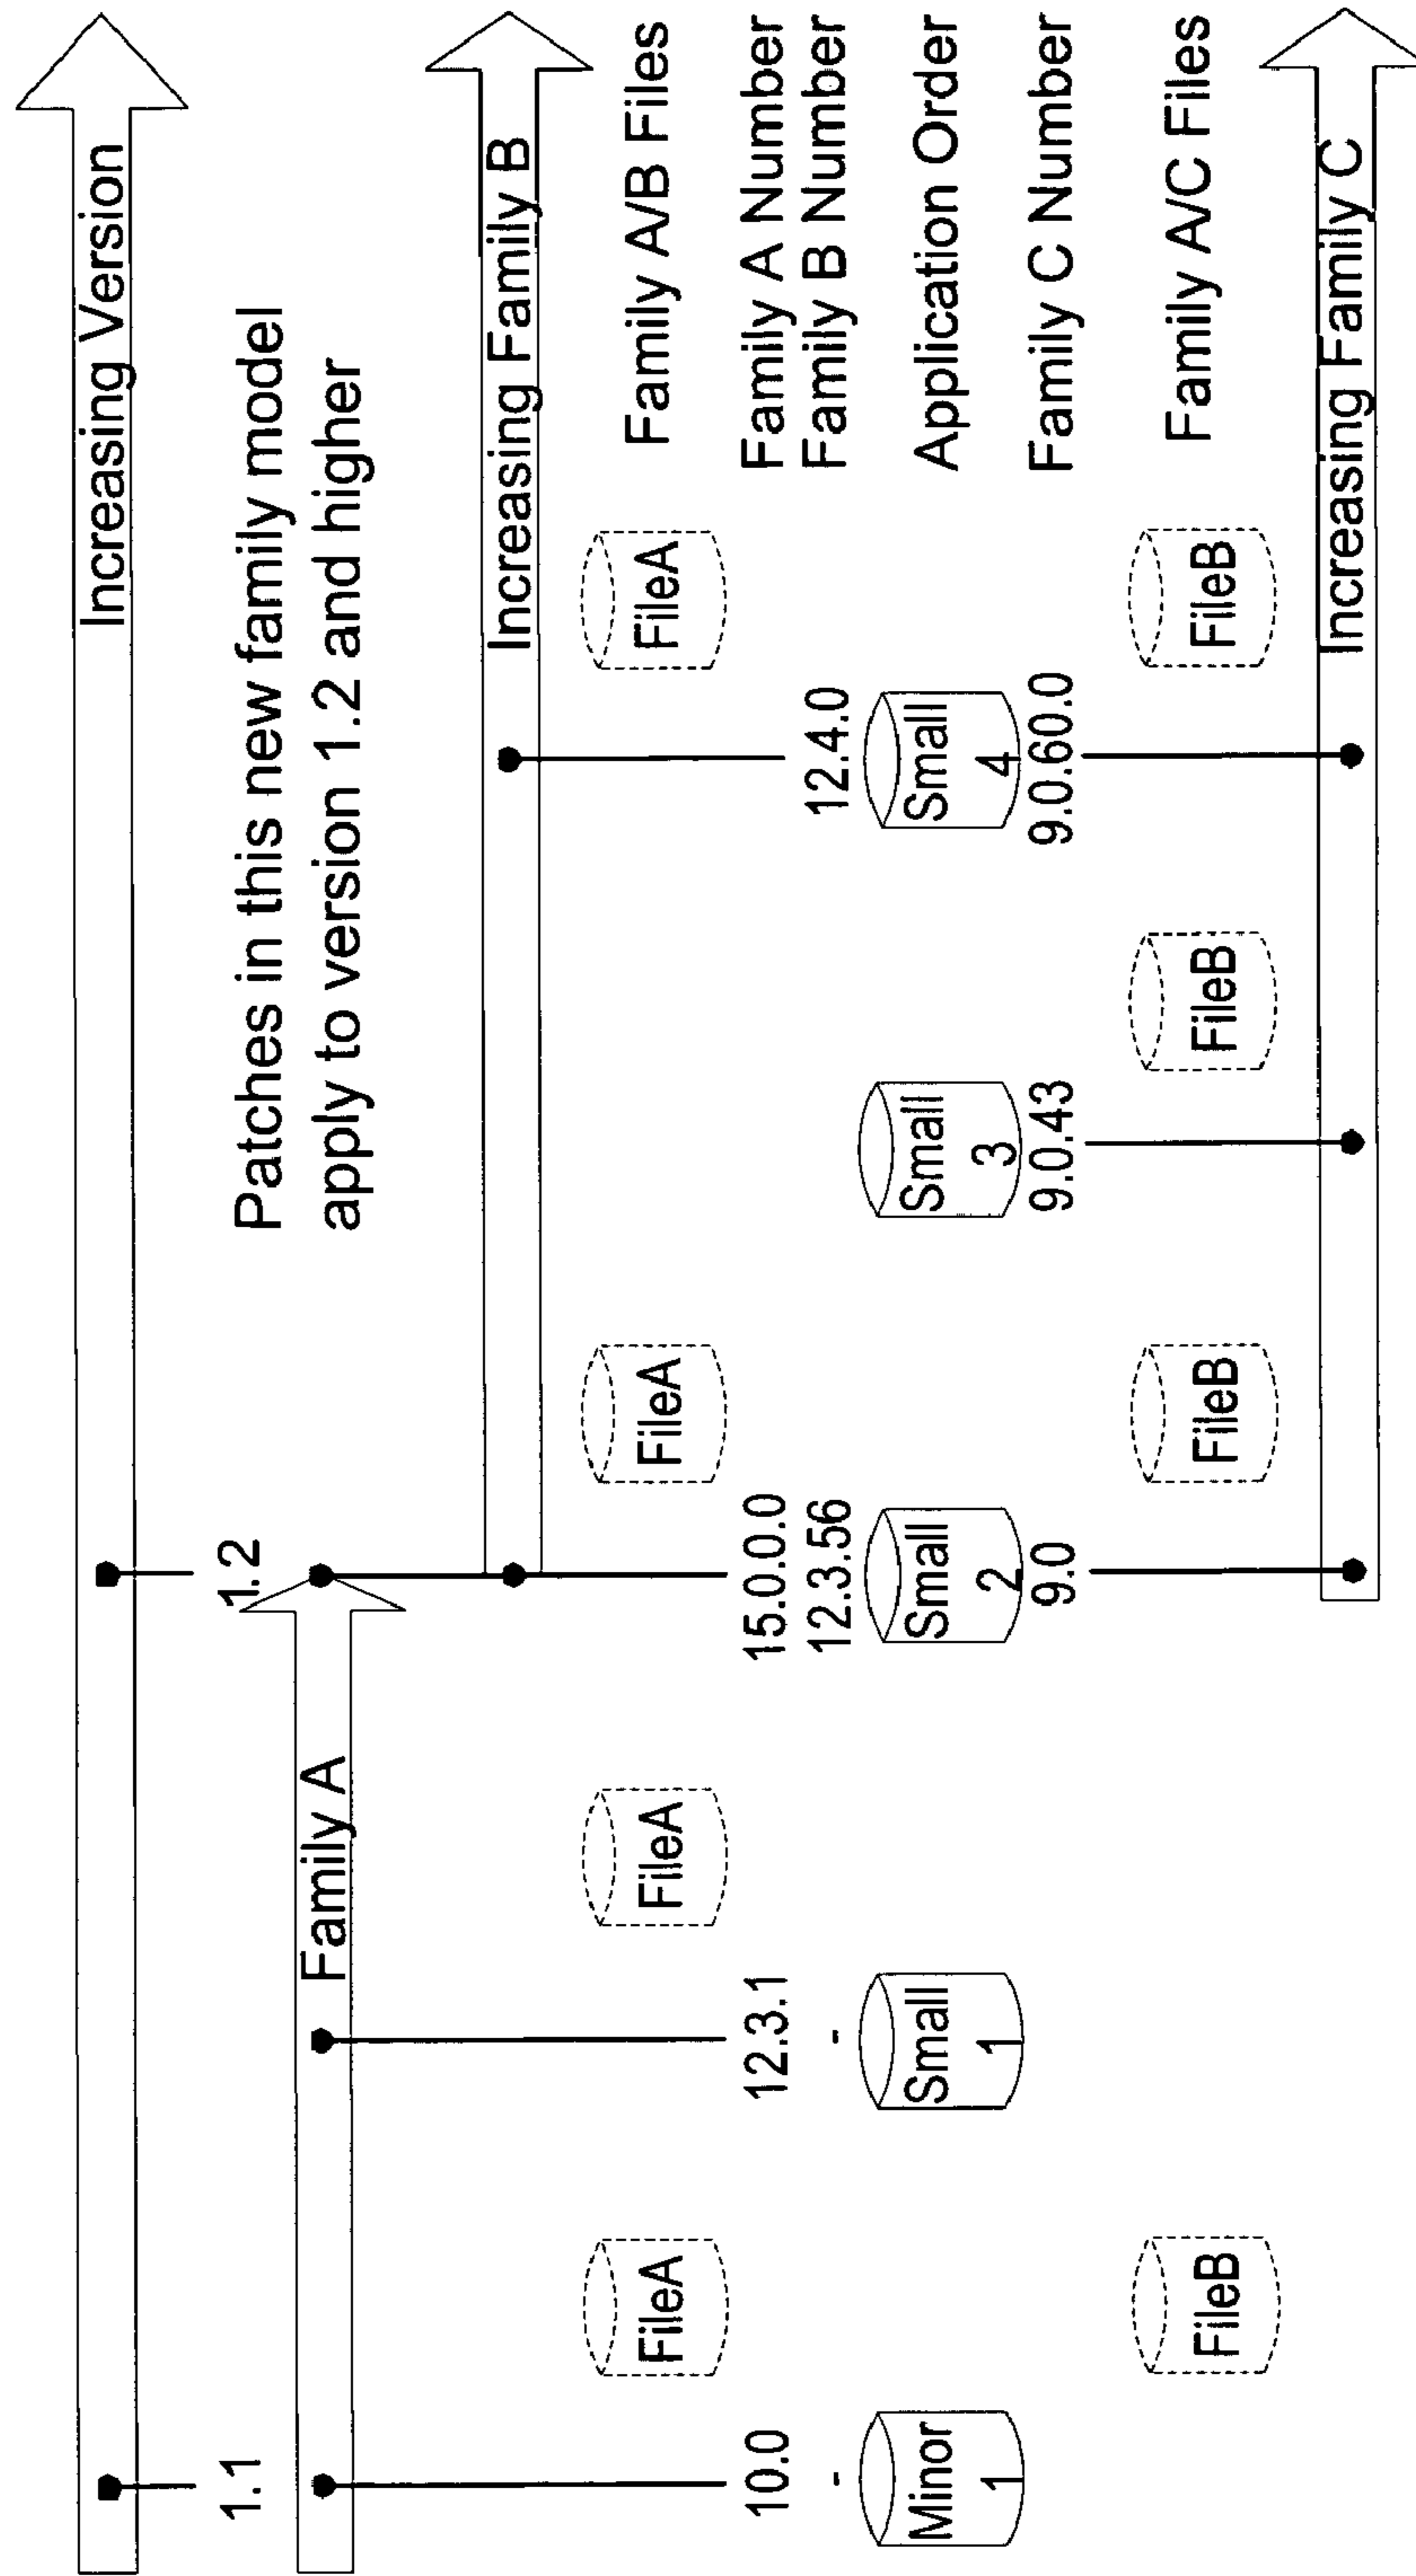 Increasing Version
1.1
1.2
Patches in this new family model
apply to version 1.2 and higher
Family A
Increasing Family B
FileA
FileA
FileA
FileA
Family A/B Files
10.0
12.3.1
15.0.0.0
Family A Number
-
-
12.3.56
12.4.0
Family B Number
Minor
1
Small
1
Small
2
Small
3
Small
4
Application Order
9.0
9.0.43
9.0.60.0
Family C Number
FileB
FileB
FileB
FileB
Family A/C Files
Increasing Family C